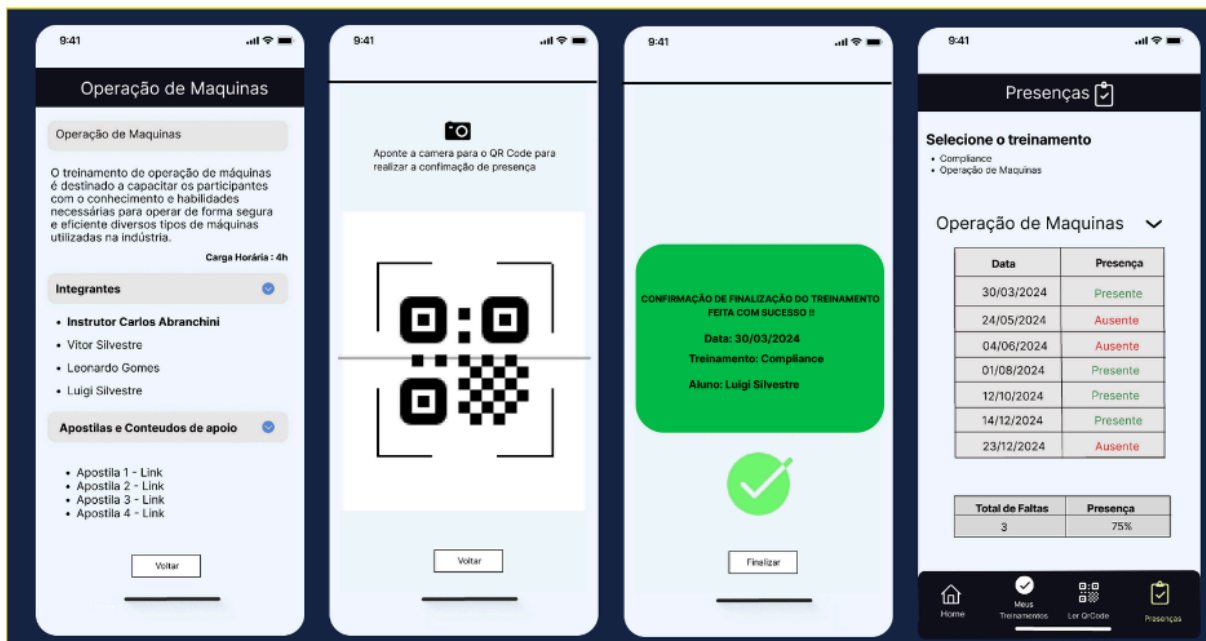 9:41
Operação de Maquinas
Operação de Maquinas
O treinamento de operação de máquinas
é destinado a capacitar os participantes
com o conhecimento e habilidades
necessárias para operar de forma segura
e eficiente diversos tipos de máquinas
utilizadas na indústria.
Carga Horária : 4h
Integrantes
• Instrutor Carlos Abranchini
• Vitor Silvestre
• Leonardo Gomes
• Luigi Silvestre
Apostilas e Conteudos de apoio
• Apostila 1 - Link
• Apostila 2 - Link
• Apostila 3 - Link
• Apostila 4 - Link
Voltar
9:41
Aponte a camera para o QR Code para
realizar a confimação de presença
Voltar
9:41
CONFIRMAÇÃO DE FINALIZAÇÃO DO TREINAMENTO
FEITA COM SUCESSO !!
Data: 30/03/2024
Treinamento: Compliance
Aluno: Luigi Silvestre
Finalizar
9:41
Presenças
Selecione o treinamento
• Compliance
• Operação de Maquinas
Operação de Maquinas
Data Presença
30/03/2024 Presente
24/05/2024 Ausente
04/06/2024 Ausente
01/08/2024 Presente
12/10/2024 Presente
14/12/2024 Presente
23/12/2024 Ausente
Total de Faltas Presença
3 75%
Home
Meus
Treinamentos
Ler QrCode
Presenças